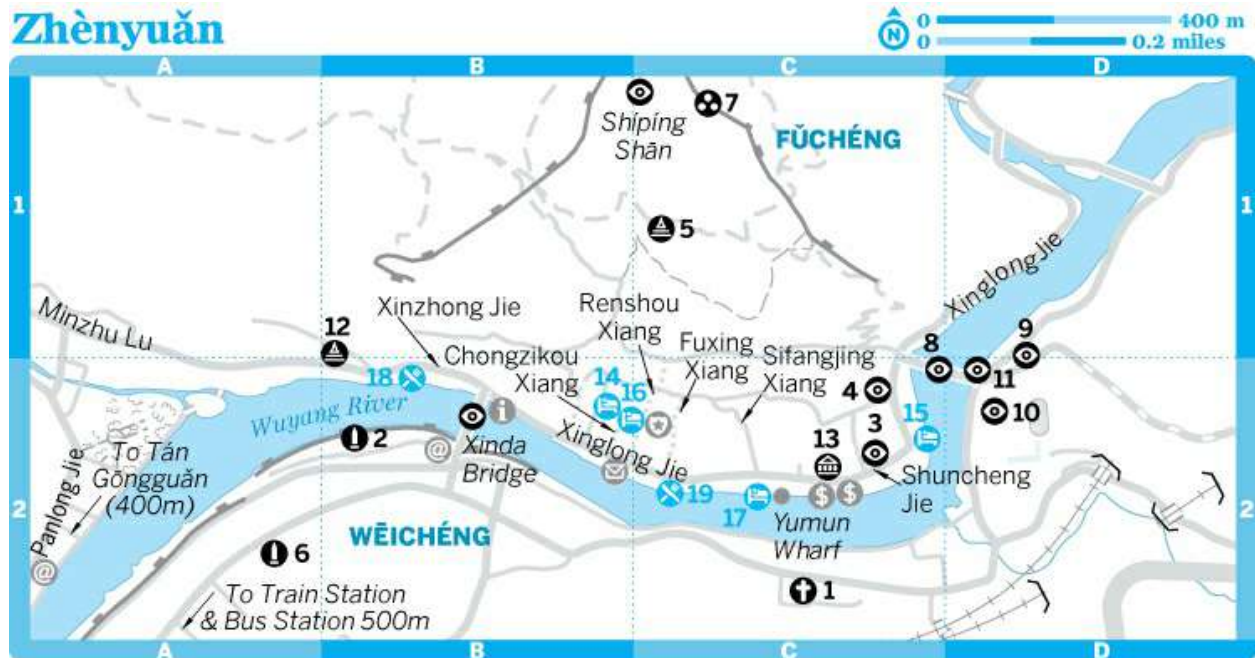 Zhènyuǎn
0 400 m
N
0 0.2 miles
A B C D
1 1
2 2
7
Shípíng
Shān
FǓCHÉNG
5
Xinglong Jie
Minzhu Lu
12
Xinzhong Jie
Renshou
Xiang
Chongzikou
Xiang
Fuxing
Xiang
Sifangjing
Xiang
8
9
11
10
18
14
16
4
3
15
13
Wuyang River
2
@
i
Xinda
Bridge
Xinglong Jie
19
17
$ $
Yumun
Wharf
Shuncheng
Jie
To Tán
Gōngguǎn
(400m)
Panlong Jie
@
WĒICHÉNG
6
1
To Train Station
& Bus Station 500m
A B C D